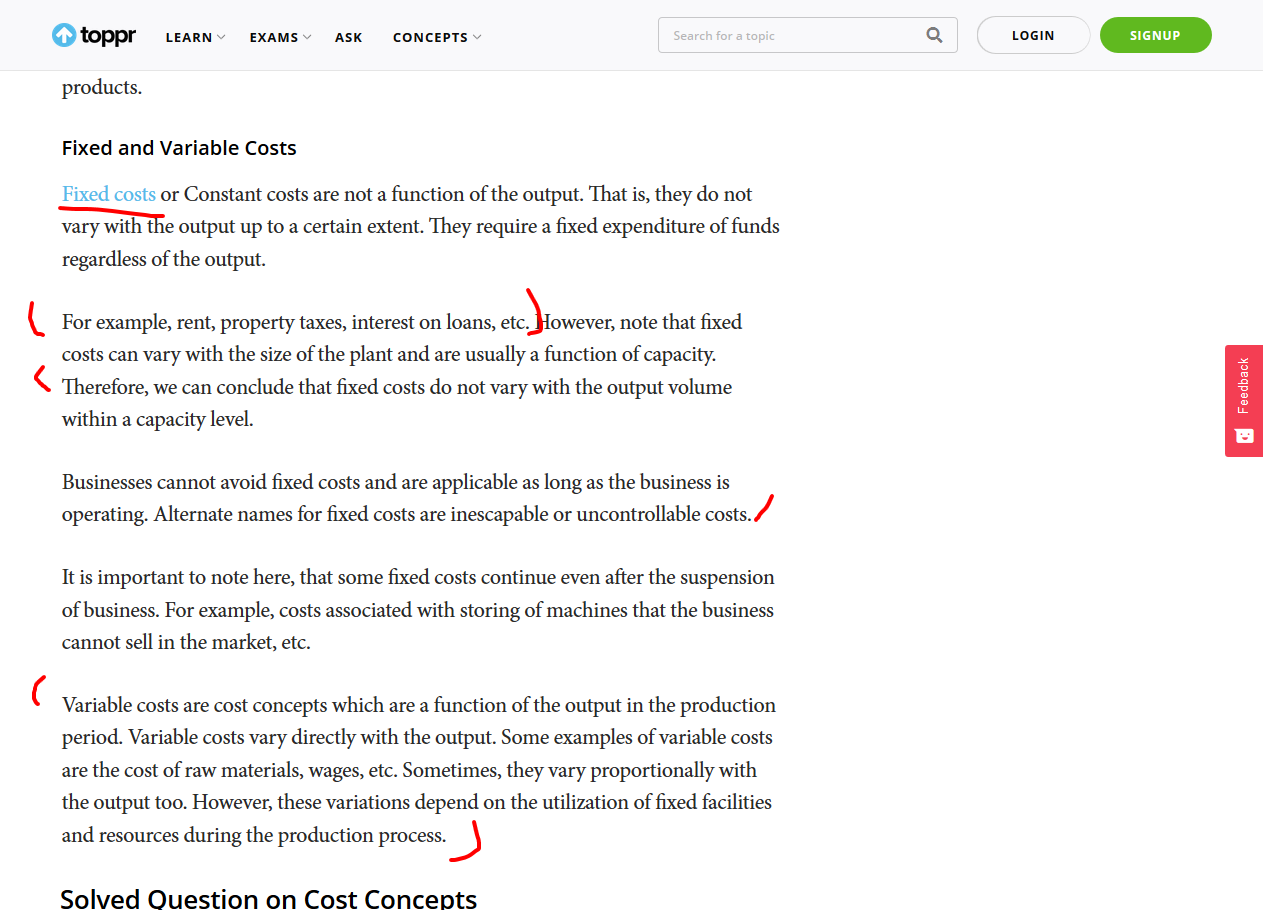 toppr LEARN EXAMS ASK CONCEPTS Search for a topic LOGIN SIGNUP
products.
Fixed and Variable Costs
Fixed costs or Constant costs are not a function of the output. That is, they do not
vary with the output up to a certain extent. They require a fixed expenditure of funds
regardless of the output.
For example, rent, property taxes, interest on loans, etc. However, note that fixed
costs can vary with the size of the plant and are usually a function of capacity.
Therefore, we can conclude that fixed costs do not vary with the output volume
within a capacity level.
Businesses cannot avoid fixed costs and are applicable as long as the business is
operating. Alternate names for fixed costs are inescapable or uncontrollable costs.
It is important to note here, that some fixed costs continue even after the suspension
of business. For example, costs associated with storing of machines that the business
cannot sell in the market, etc.
Variable costs are cost concepts which are a function of the output in the production
period. Variable costs vary directly with the output. Some examples of variable costs
are the cost of raw materials, wages, etc. Sometimes, they vary proportionally with
the output too. However, these variations depend on the utilization of fixed facilities
and resources during the production process.
Solved Question on Cost Concepts
Feedback